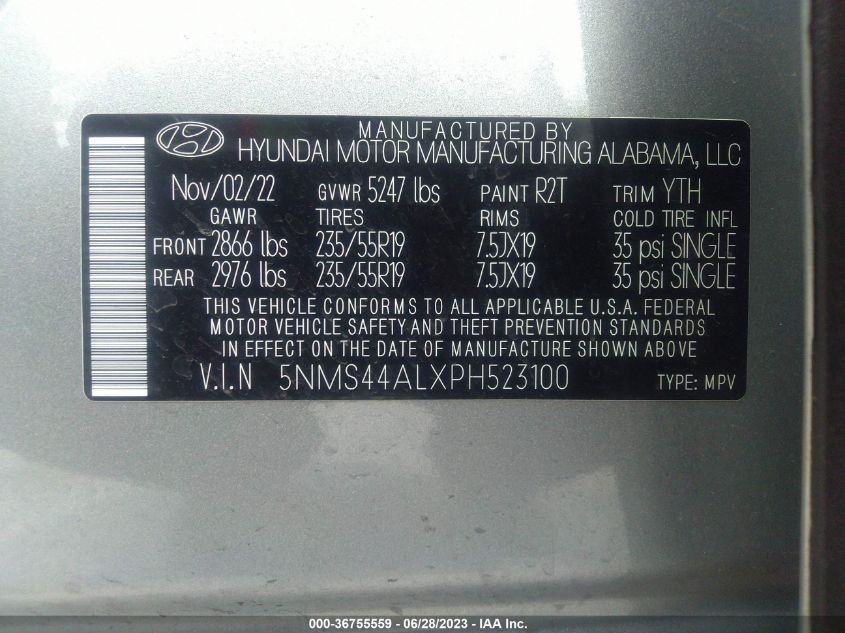 MANUFACTURED BY
HYUNDAI MOTOR MANUFACTURING ALABAMA, LLC
Nov/02/22 GVWR 5247 lbs PAINT R2T TRIM YTH
GAWR TIRES RIMS COLD TIRE INFL
FRONT 2866 lbs 235/55R19 7.5JX19 35 psi SINGLE
REAR 2976 lbs 235/55R19 7.5JX19 35 psi SINGLE
THIS VEHICLE CONFORMS TO ALL APPLICABLE U.S.A. FEDERAL
MOTOR VEHICLE SAFETY AND THEFT PREVENTION STANDARDS
IN EFFECT ON THE DATE OF MANUFACTURE SHOWN ABOVE
V.I.N 5NMS44ALXPH523100 TYPE: MPV
000-36755559 - 06/28/2023 - IAA Inc.